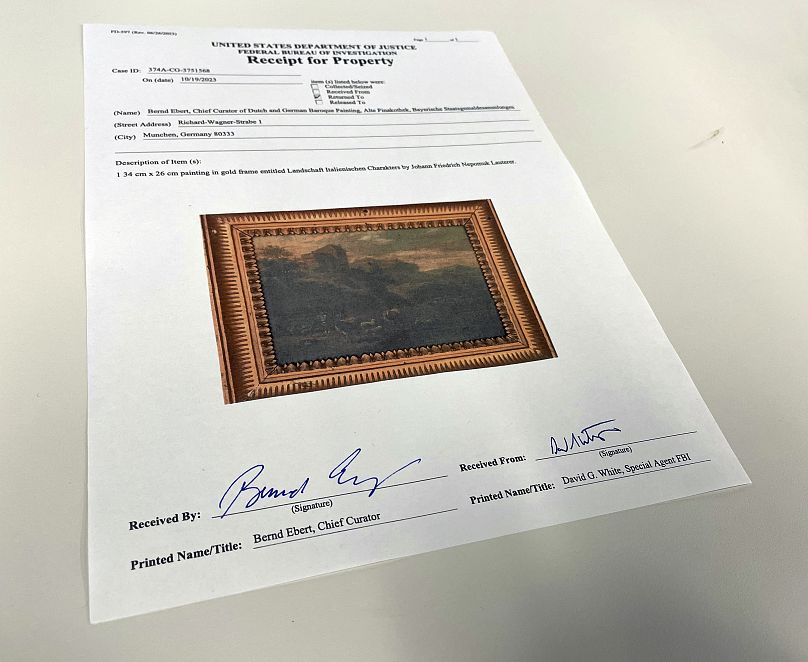 FD-597 (Rev. 06/26/2023)
Page 1 of 1
UNITED STATES DEPARTMENT OF JUSTICE
FEDERAL BUREAU OF INVESTIGATION
Receipt for Property
Case ID: 374A-CG-3751568
On (date) 10/19/2023
item (s) listed below were:
Collected/Seized
Received From
Returned To
Released To
(Name) Bernd Ebert, Chief Curator of Dutch and German Baroque Painting, Alte Pinakothek, Bayerische Staatsgemaldesammlungen
(Street Address) Richard-Wagner-Strabe 1
(City) Munchen, Germany 80333
Description of Item (s):
1 34 cm x 26 cm painting in gold frame entitled Landschaft Italienischen Charakters by Johann Friedrich Nepomuk Lauterer.
Received By: Bernd
(Signature)
Received From:
(Signature)
Printed Name/Title: Bernd Ebert, Chief Curator
Printed Name/Title: David G. White, Special Agent FBI